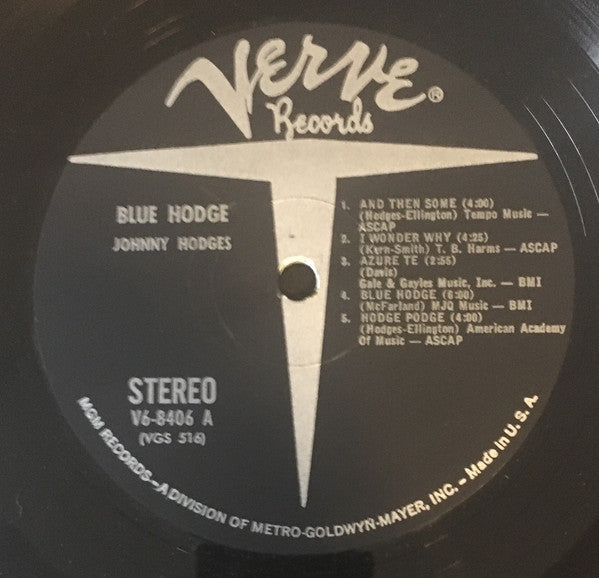 Verve ®
Records
BLUE HODGE
JOHNNY HODGES
1. AND THEN SOME (4:00)
(Hodges-Ellington) Tempo Music —
ASCAP
2. I WONDER WHY (4:25)
(Kern-Smith) T. B. Harms — ASCAP
3. AZURE TE (2:55)
(Davis)
Gale & Gayles Music, Inc. — BMI
4. BLUE HODGE (6:00)
(McFarland) MJQ Music — BMI
5. HODGE PODGE (4:00)
(Hodges-Ellington) American Academy
Of Music — ASCAP
STEREO
V6-8406 A
(VGS 516)
MGM RECORDS—A DIVISION OF METRO-GOLDWYN-MAYER, INC. – Made in U. S. A.